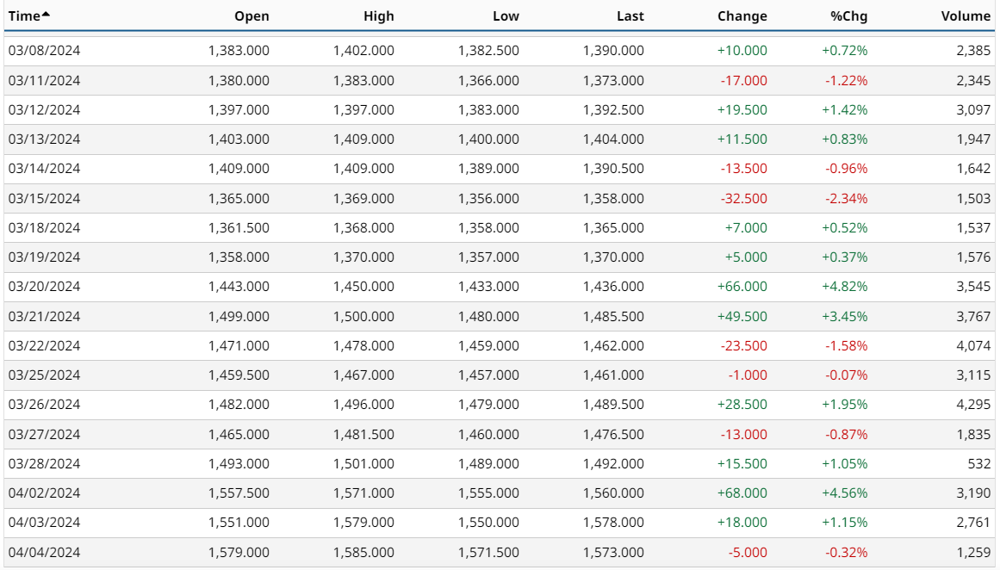 Time Open High Low Last Change %Chg Volume
03/08/2024 1,383.000 1,402.000 1,382.500 1,390.000 +10.000 +0.72% 2,385
03/11/2024 1,380.000 1,383.000 1,366.000 1,373.000 -17.000 -1.22% 2,345
03/12/2024 1,397.000 1,397.000 1,383.000 1,392.500 +19.500 +1.42% 3,097
03/13/2024 1,403.000 1,409.000 1,400.000 1,404.000 +11.500 +0.83% 1,947
03/14/2024 1,409.000 1,409.000 1,389.000 1,390.500 -13.500 -0.96% 1,642
03/15/2024 1,365.000 1,369.000 1,356.000 1,358.000 -32.500 -2.34% 1,503
03/18/2024 1,361.500 1,368.000 1,358.000 1,365.000 +7.000 +0.52% 1,537
03/19/2024 1,358.000 1,370.000 1,357.000 1,370.000 +5.000 +0.37% 1,576
03/20/2024 1,443.000 1,450.000 1,433.000 1,436.000 +66.000 +4.82% 3,545
03/21/2024 1,499.000 1,500.000 1,480.000 1,485.500 +49.500 +3.45% 3,767
03/22/2024 1,471.000 1,478.000 1,459.000 1,462.000 -23.500 -1.58% 4,074
03/25/2024 1,459.500 1,467.000 1,457.000 1,461.000 -1.000 -0.07% 3,115
03/26/2024 1,482.000 1,496.000 1,479.000 1,489.500 +28.500 +1.95% 4,295
03/27/2024 1,465.000 1,481.500 1,460.000 1,476.500 -13.000 -0.87% 1,835
03/28/2024 1,493.000 1,501.000 1,489.000 1,492.000 +15.500 +1.05% 532
04/02/2024 1,557.500 1,571.000 1,555.000 1,560.000 +68.000 +4.56% 3,190
04/03/2024 1,551.000 1,579.000 1,550.000 1,578.000 +18.000 +1.15% 2,761
04/04/2024 1,579.000 1,585.000 1,571.500 1,573.000 -5.000 -0.32% 1,259